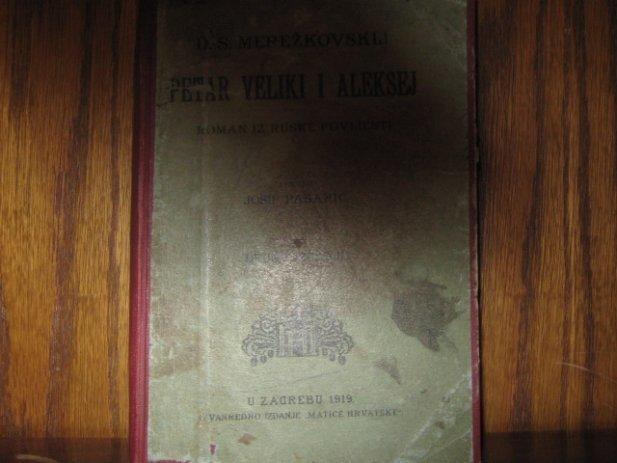 D. S. MEREŽKOVSKIJ
PETAR VELIKI I ALEKSEJ
ROMAN IZ RUSKE POVIJESTI
JOSIP PASARIĆ
U ZAGREBU 1919.
IZVANREDNO IZDANJE „MATICE HRVATSKE“